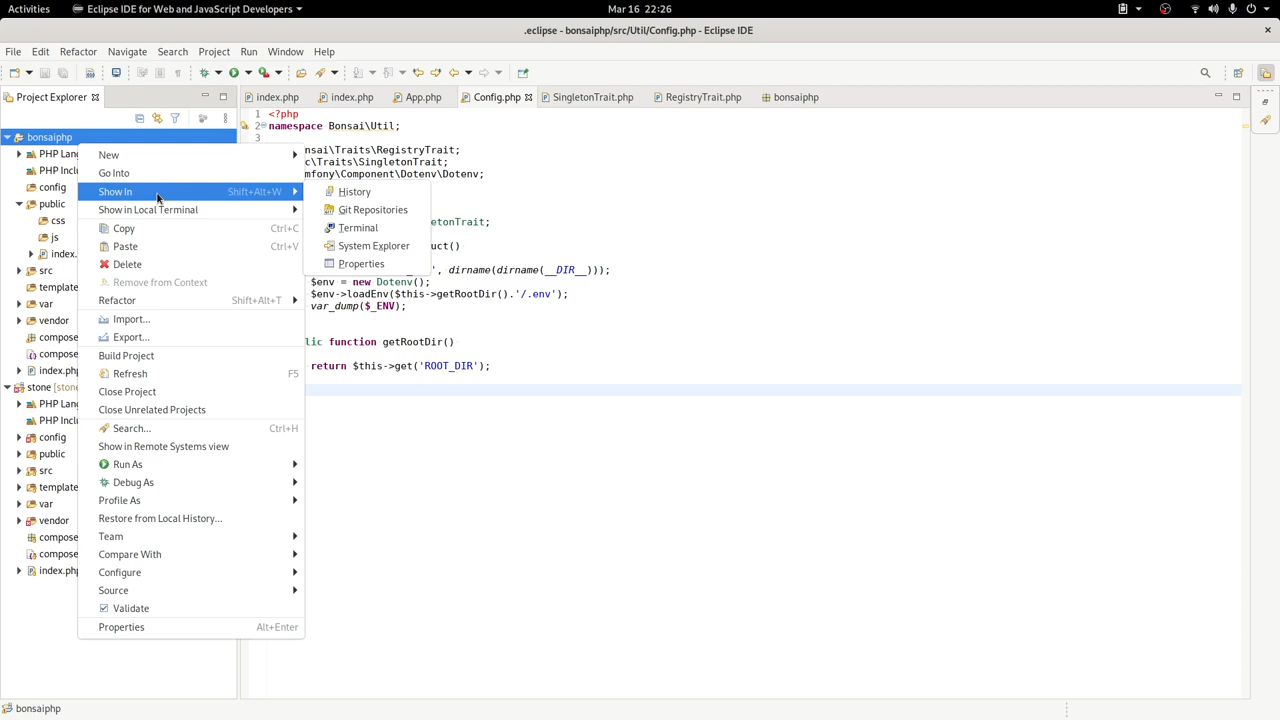 Activities
Eclipse IDE for Web and JavaScript Developers
Mar 16 22:26
.eclipse - bonsaiphp/src/Util/Config.php - Eclipse IDE
File Edit Refactor Navigate Search Project Run Window Help
Project Explorer
index.php
index.php
App.php
Config.php
SingletonTrait.php
RegistryTrait.php
bonsaiphp
bonsaiphp
PHP Lang
PHP Inclu
config
public
css
js
index.
src
template
var
vendor
compose
compose
index.php
stone [ston
PHP Lang
PHP Inclu
config
public
src
template
var
vendor
compose
compose
index.php
New
Go Into
Show In Shift+Alt+W
Show in Local Terminal
Copy Ctrl+C
Paste Ctrl+V
Delete
Remove from Context
Refactor Shift+Alt+T
Import...
Export...
Build Project
Refresh F5
Close Project
Close Unrelated Projects
Search... Ctrl+H
Show in Remote Systems view
Run As
Debug As
Profile As
Restore from Local History...
Team
Compare With
Configure
Source
Validate
Properties Alt+Enter
History
Git Repositories
Terminal
System Explorer
Properties
1 <?php
2 namespace Bonsai\Util;
3
nsai\Traits\RegistryTrait;
c\Traits\SingletonTrait;
mfony\Component\Dotenv\Dotenv;
letonTrait;
uct()
', dirname(dirname(__DIR__)));
$env = new Dotenv();
$env->loadEnv($this->getRootDir().'/.env');
var_dump($_ENV);
lic function getRootDir()
return $this->get('ROOT_DIR');
bonsaiphp